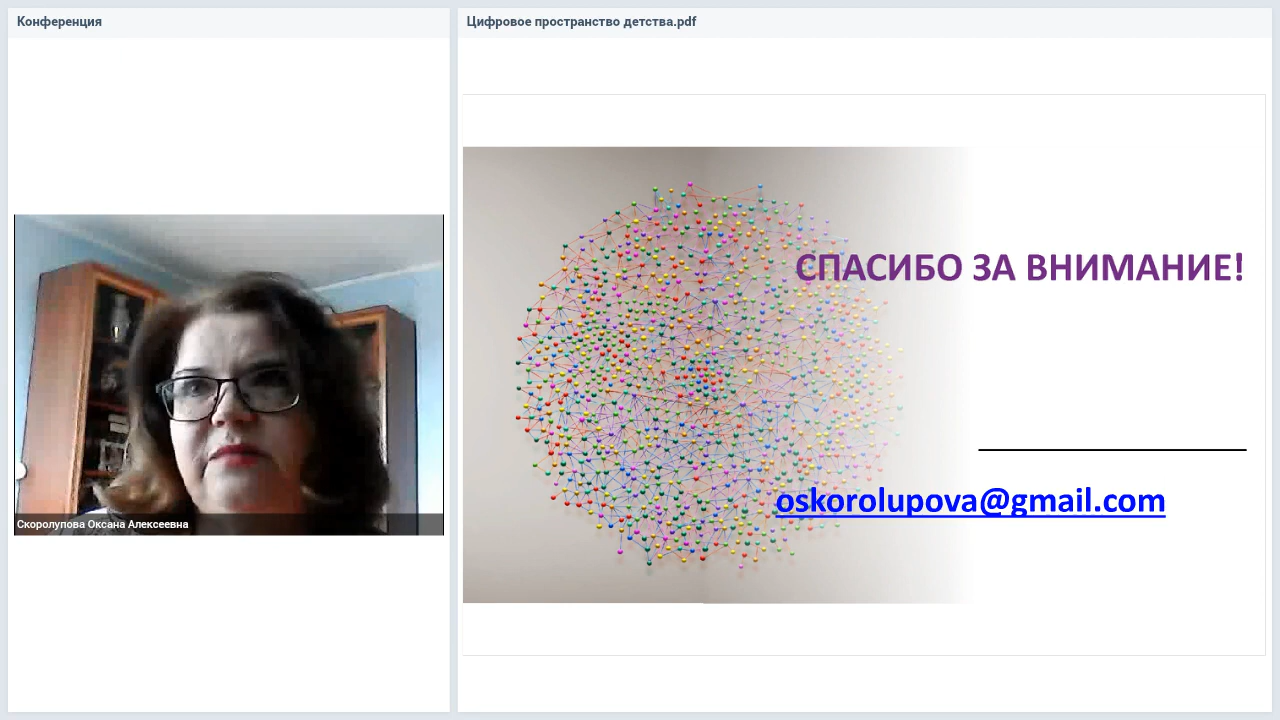 Конференция
Скоролупова Оксана Алексеевна
Цифровое пространство детства.pdf
СПАСИБО ЗА ВНИМАНИЕ!
oskorolupova@gmail.com